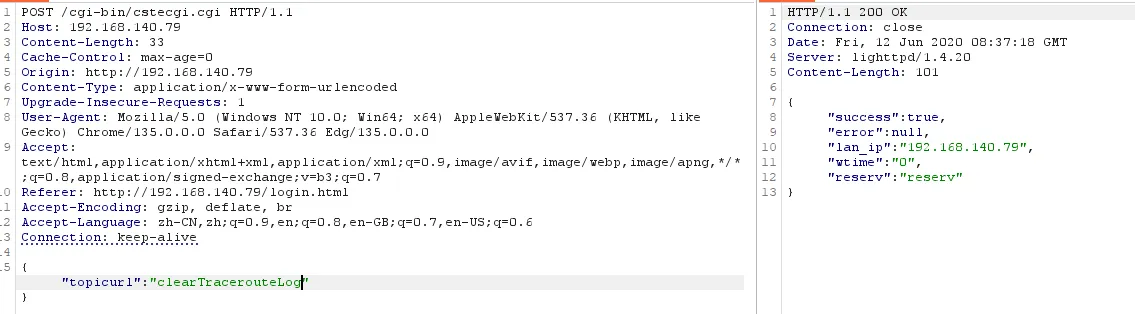 1 POST /cgi-bin/cstecgi.cgi HTTP/1.1
2 Host: 192.168.140.79
3 Content-Length: 33
4 Cache-Control: max-age=0
5 Origin: http://192.168.140.79
6 Content-Type: application/x-www-form-urlencoded
7 Upgrade-Insecure-Requests: 1
8 User-Agent: Mozilla/5.0 (Windows NT 10.0; Win64; x64) AppleWebKit/537.36 (KHTML, like
Gecko) Chrome/135.0.0.0 Safari/537.36 Edg/135.0.0.0
9 Accept:
text/html,application/xhtml+xml,application/xml;q=0.9,image/avif,image/webp,image/apng,*/*
;q=0.8,application/signed-exchange;v=b3;q=0.7
10 Referer: http://192.168.140.79/login.html
11 Accept-Encoding: gzip, deflate, br
12 Accept-Language: zh-CN,zh;q=0.9,en;q=0.8,en-GB;q=0.7,en-US;q=0.6
13 Connection: keep-alive
14
15 {
"topicurl":"clearTracerouteLog"
}
1 HTTP/1.1 200 OK
2 Connection: close
3 Date: Fri, 12 Jun 2020 08:37:18 GMT
4 Server: lighttpd/1.4.20
5 Content-Length: 101
6
7 {
8 "success":true,
9 "error":null,
10 "lan_ip":"192.168.140.79",
11 "wtime":"0",
12 "reserv":"reserv"
13 }